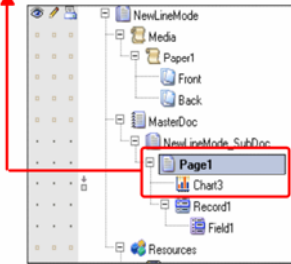 NewLineMode
Media
Paper1
Front
Back
MasterDoc
NewLineMode_SubDoc
Page1
Chart3
Record1
Field1
Resources